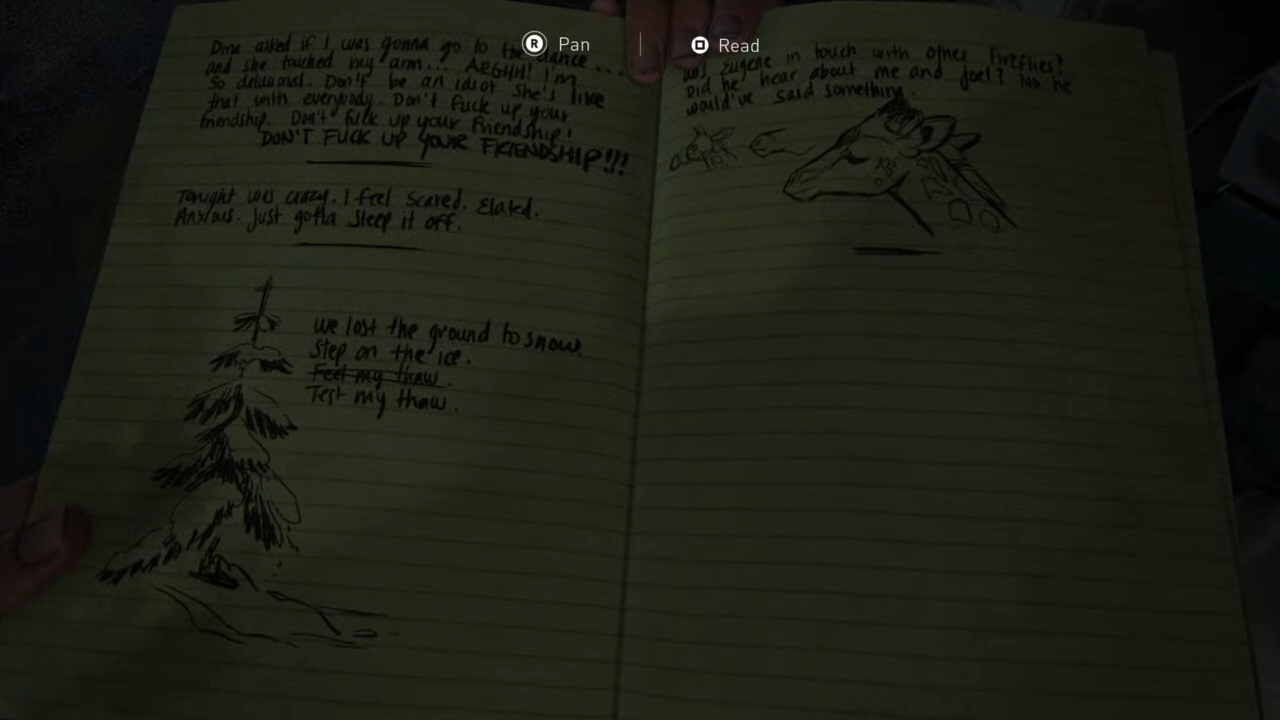 R Pan | Read
Dina asked if I was gonna go to the dance...
and she touched my arm... ARGHH! I'm
so delusional. Don't be an idiot she's like
that with everybody. Don't fuck up your
friendship. Don't fuck up your friendship!
DON'T FUCK UP YOUR FRIENDSHIP!!!
Tonight was crazy. I feel scared. Elated.
Anxious. Just gotta sleep it off.
We lost the ground to snow.
Step on the ice.
Feel my thaw.
Test my thaw.
Was Eugene in touch with other Fireflies?
Did he hear about me and Joel? No he
would've said something.